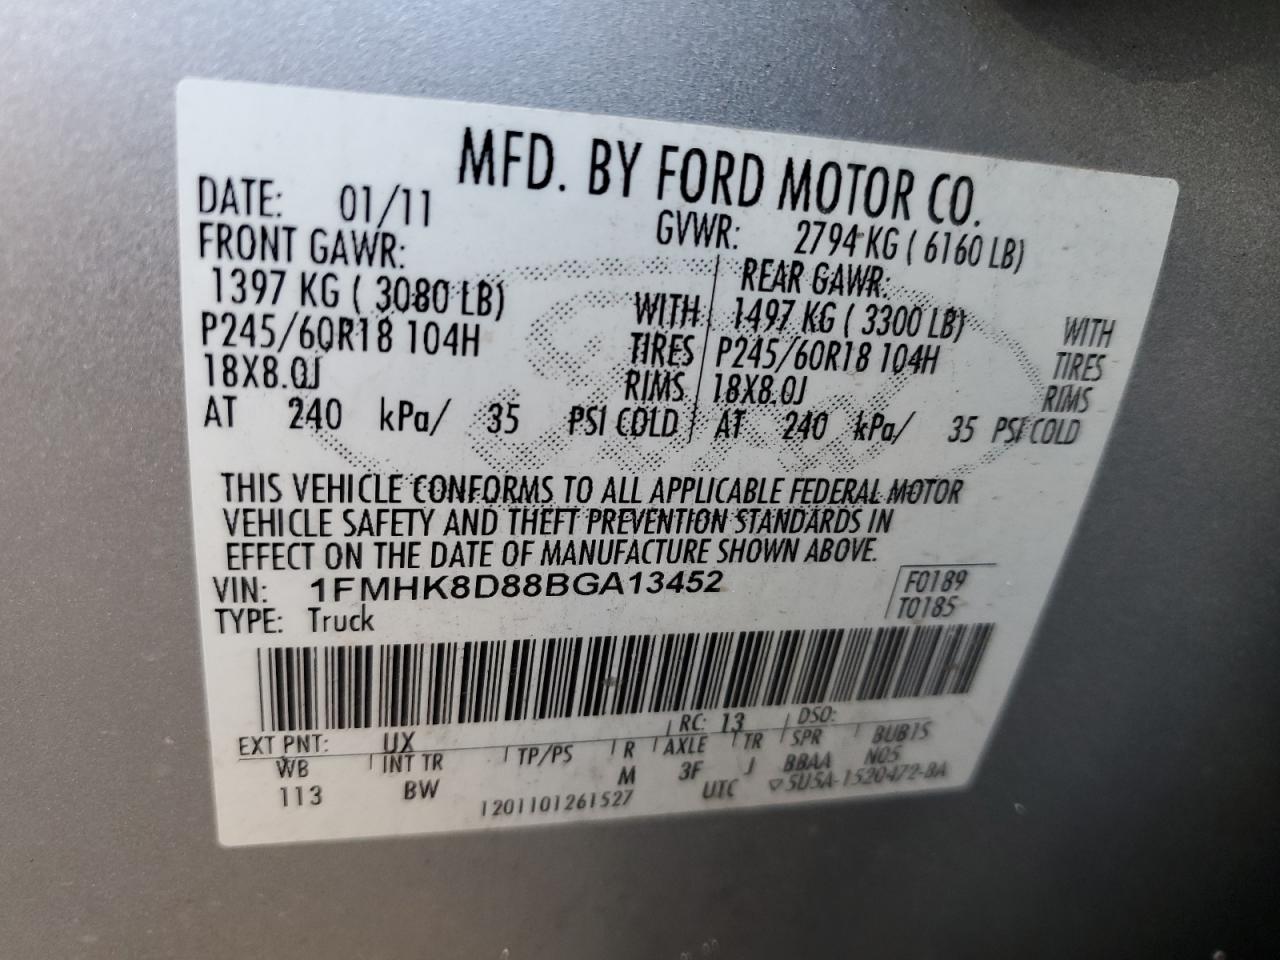 MFD. BY FORD MOTOR CO.
DATE: 01/11 GVWR: 2794 KG ( 6160 LB)
FRONT GAWR: REAR GAWR:
1397 KG ( 3080 LB) WITH 1497 KG ( 3300 LB) WITH
P245/60R18 104H TIRES P245/60R18 104H TIRES
18X8.0J RIMS 18X8.0J RIMS
AT 240 kPa/ 35 PSI COLD AT 240 kPa/ 35 PSI COLD
THIS VEHICLE CONFORMS TO ALL APPLICABLE FEDERAL MOTOR
VEHICLE SAFETY AND THEFT PREVENTION STANDARDS IN
EFFECT ON THE DATE OF MANUFACTURE SHOWN ABOVE.
VIN: 1FMHK8D88BGA13452 F0189
TYPE: Truck T0185
EXT PNT: UX RC: 13 DSO:
WB INT TR TP/PS R AXLE TR SPR BUB1S
113 BW M 3F J BBAA N05
1201101261527 UTC ▽5U5A-1520472-BA